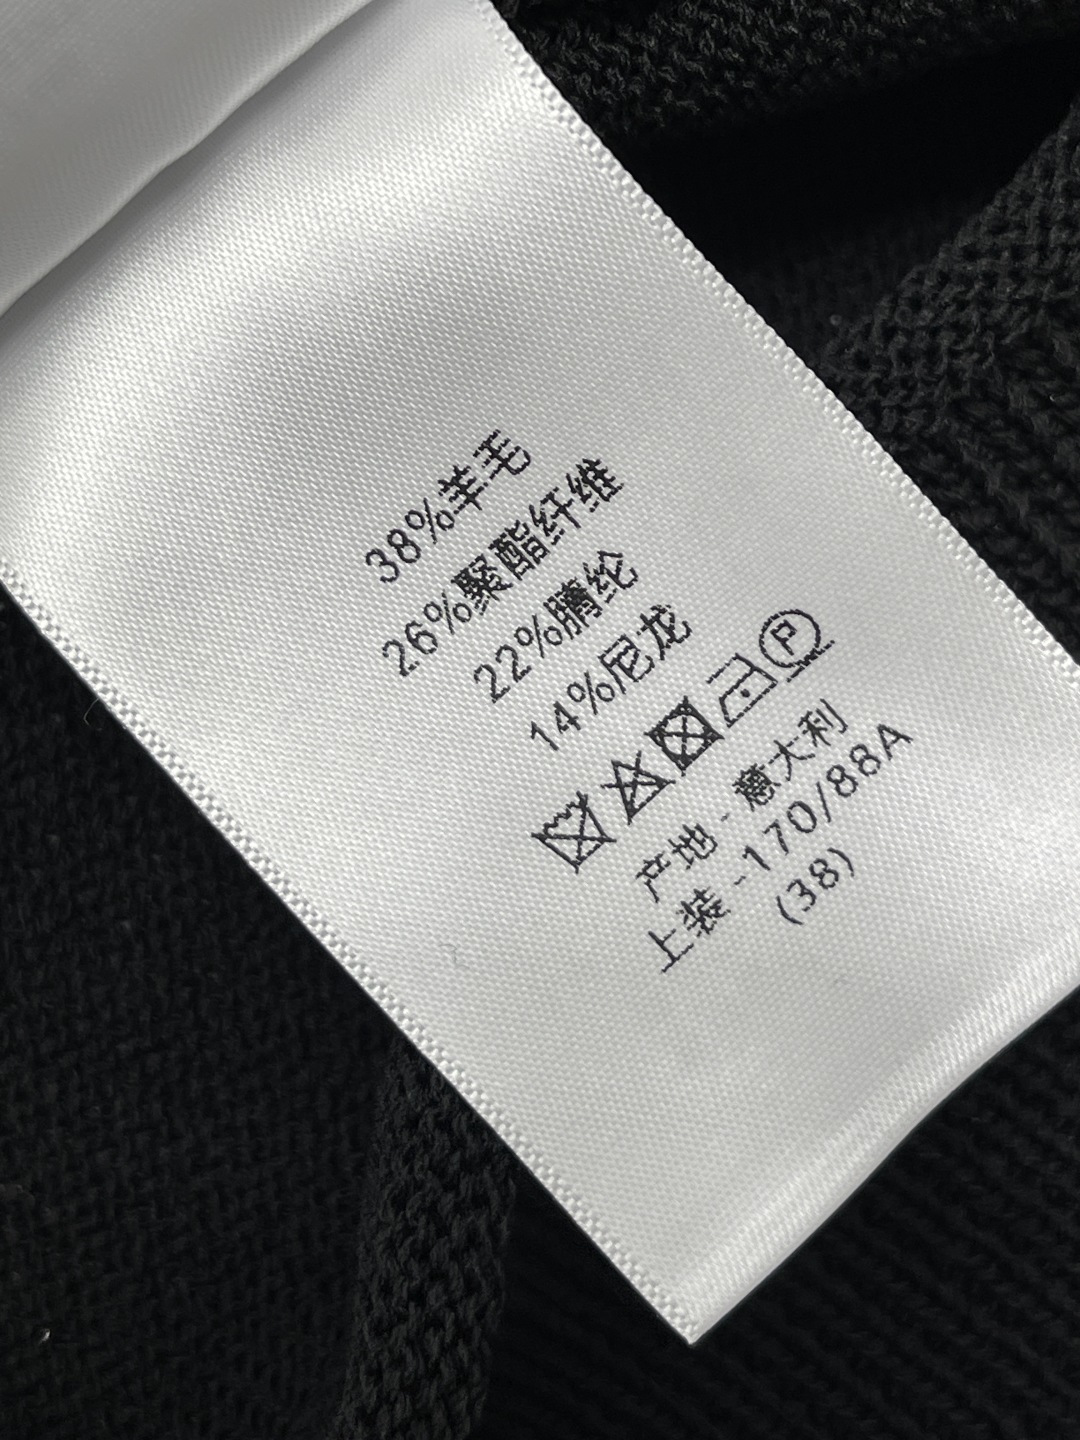 38%羊毛
26%聚酯纤维
22%腈纶
14%尼龙
P
产地 - 意大利
上装 -170/88A
(38)